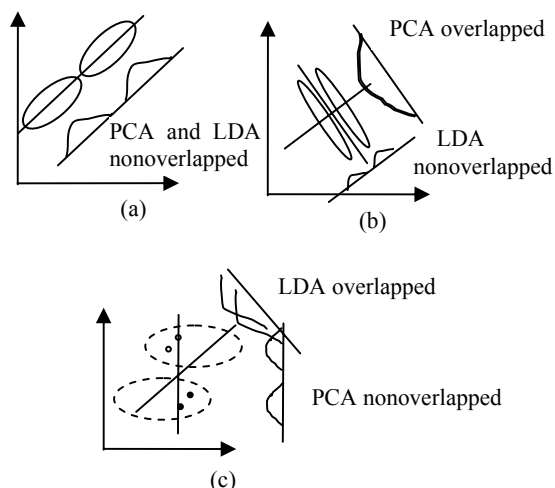 PCA and LDA
nonoverlapped
(a)
PCA overlapped
LDA
nonoverlapped
(b)
LDA overlapped
PCA nonoverlapped
(c)